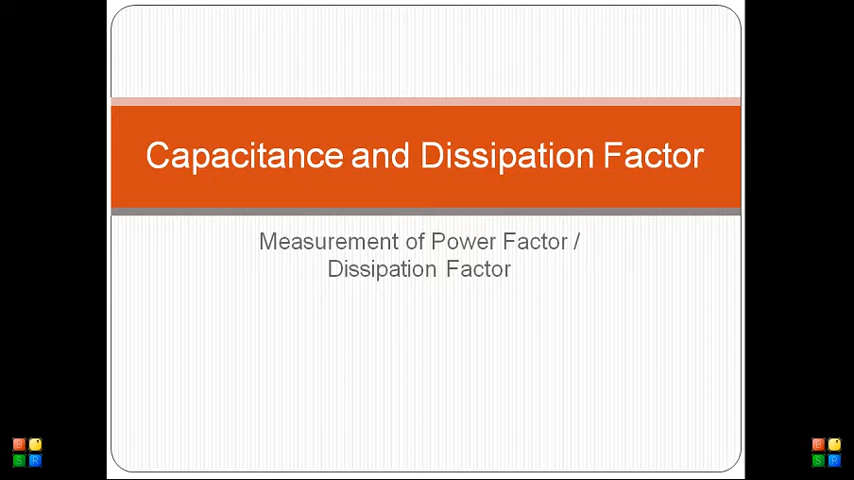 Capacitance and Dissipation Factor
Measurement of Power Factor /
Dissipation Factor